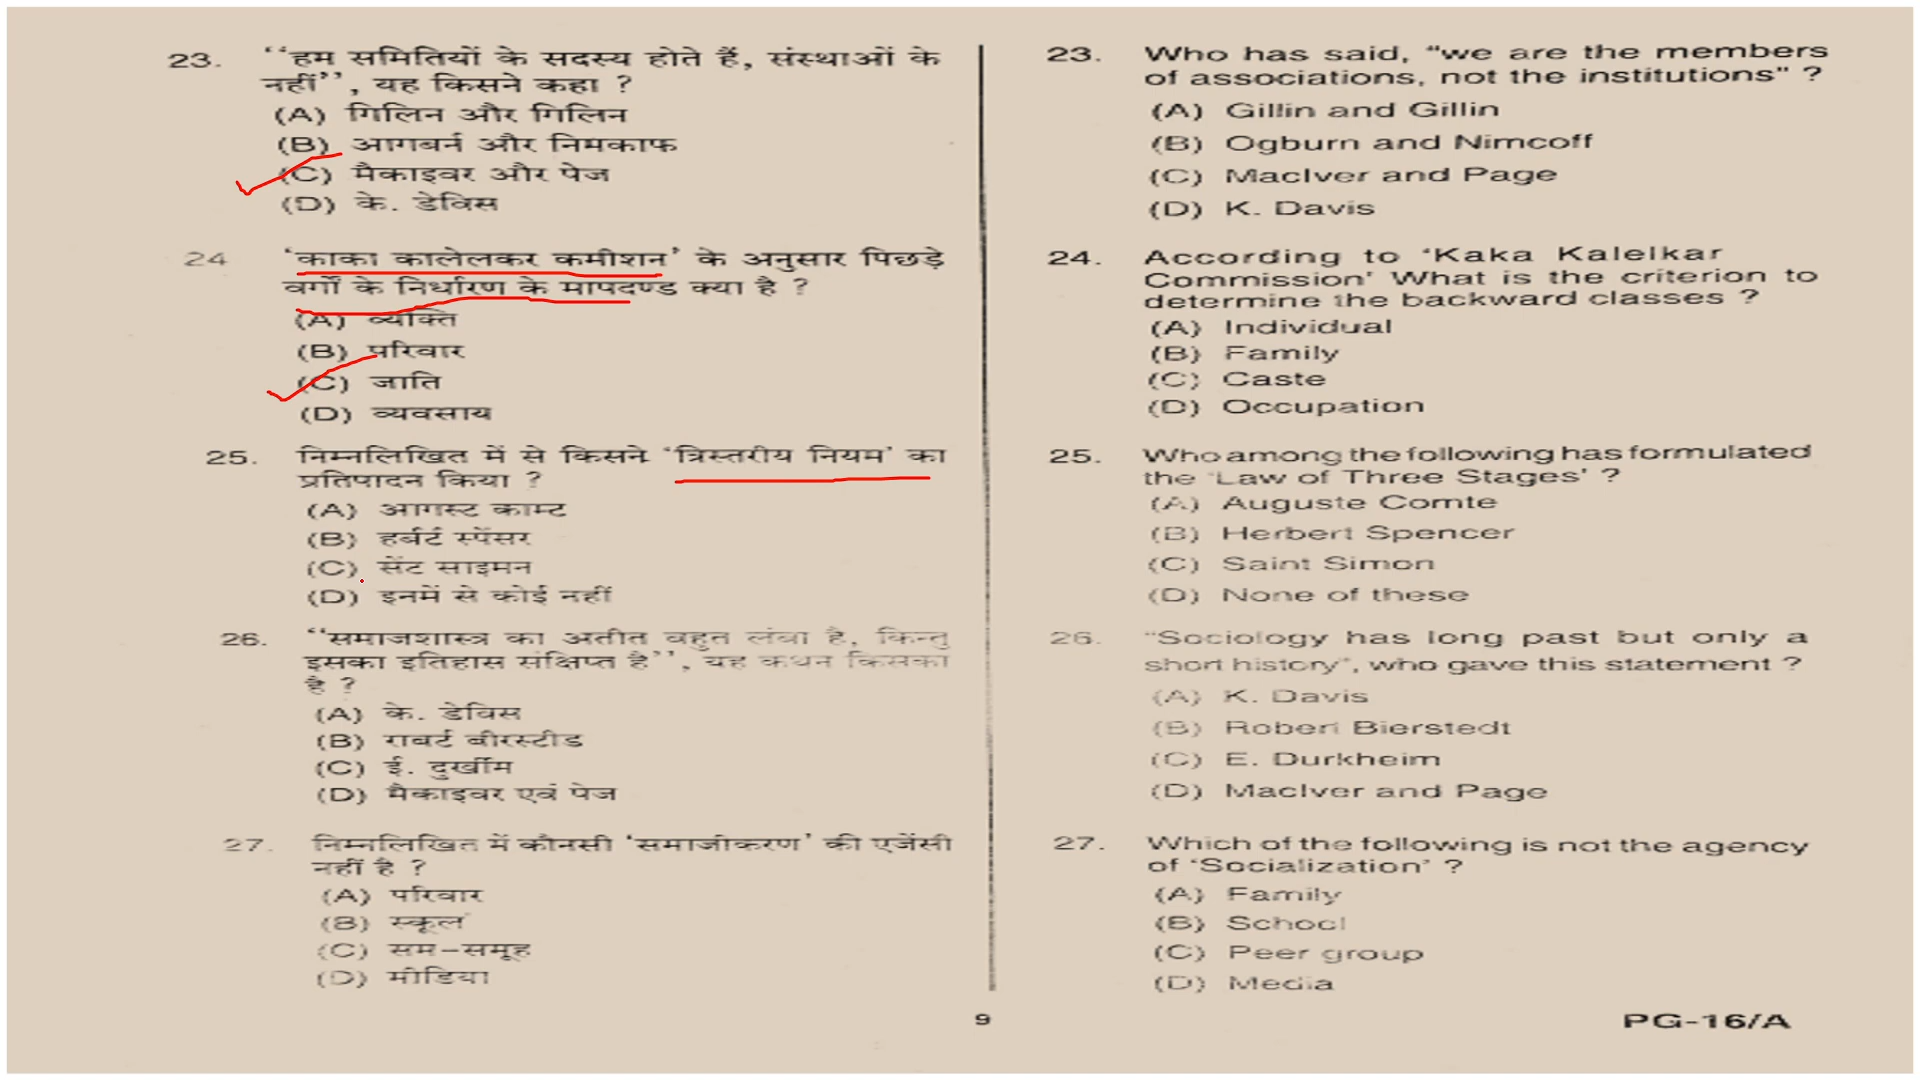 23. ‘‘हम समितियों के सदस्य होते हैं, संस्थाओं के
नहीं’’, यह किसने कहा ?
(A) गिलिन और गिलिन
(B) आगबर्न और निमकाफ
(C) मैकाइवर और पेज
(D) के. डेविस
24 ‘काका कालेलकर कमीशन’ के अनुसार पिछड़े
वर्गों के निर्धारण के मापदण्ड क्या है ?
(A) व्यक्ति
(B) परिवार
(C) जाति
(D) व्यवसाय
25. निम्नलिखित में से किसने ‘त्रिस्तरीय नियम’ का
प्रतिपादन किया ?
(A) आगस्ट काम्ट
(B) हर्बर्ट स्पेंसर
(C) सेंट साइमन
(D) इनमें से कोई नहीं
26. ‘‘समाजशास्त्र का अतीत बहुत लंबा है, किन्तु
इसका इतिहास संक्षिप्त है’’, यह कथन किसका
है ?
(A) के. डेविस
(B) राबर्ट बीरस्टीड
(C) ई. दुर्खीम
(D) मैकाइवर एवं पेज
27. निम्नलिखित में कौनसी ‘समाजीकरण’ की एजेंसी
नहीं है ?
(A) परिवार
(B) स्कूल
(C) सम-समूह
(D) मीडिया
23. Who has said, “we are the members
of associations, not the institutions” ?
(A) Gillin and Gillin
(B) Ogburn and Nimcoff
(C) MacIver and Page
(D) K. Davis
24. According to ‘Kaka Kalelkar
Commission’ What is the criterion to
determine the backward classes ?
(A) Individual
(B) Family
(C) Caste
(D) Occupation
25. Who among the following has formulated
the ‘Law of Three Stages’ ?
(A) Auguste Comte
(B) Herbert Spencer
(C) Saint Simon
(D) None of these
26. “Sociology has long past but only a
short history”, who gave this statement ?
(A) K. Davis
(B) Robert Bierstedt
(C) E. Durkheim
(D) MacIver and Page
27. Which of the following is not the agency
of ‘Socialization’ ?
(A) Family
(B) School
(C) Peer group
(D) Media
9
PG-16/A